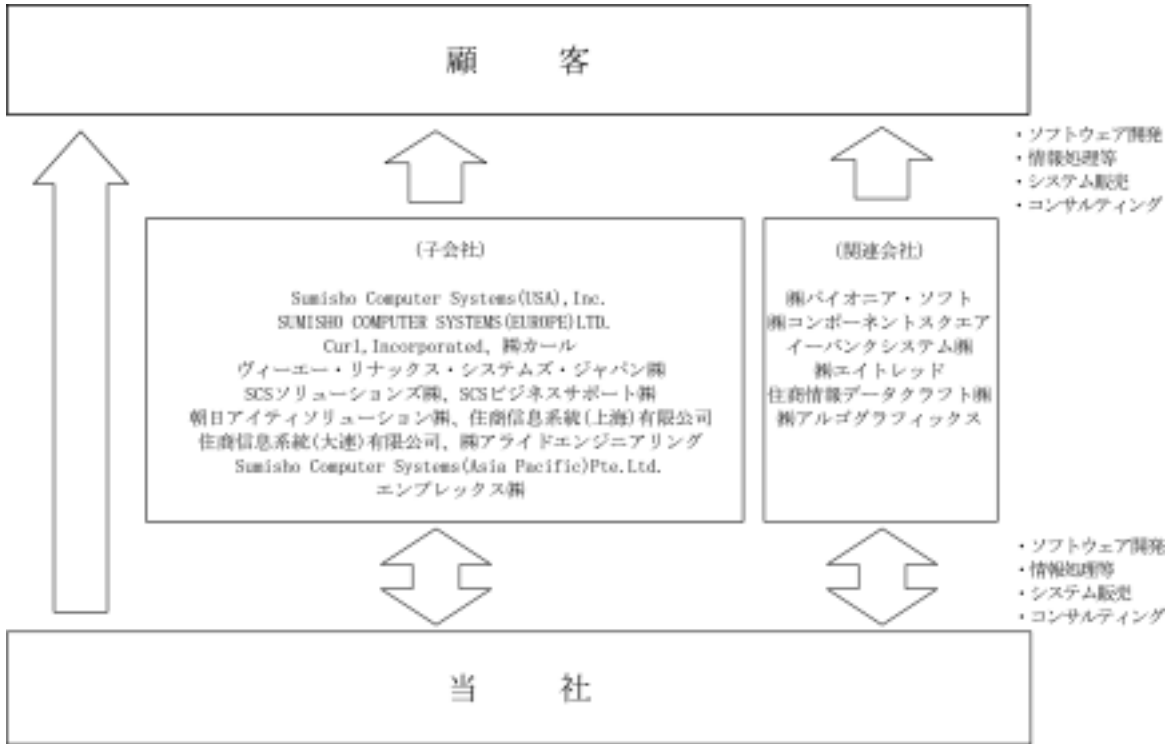 顧　客
・ソフトウェア開発
・情報処理等
・システム販売
・コンサルティング
(子会社)
Sumisho Computer Systems(USA),Inc.
SUMISHO COMPUTER SYSTEMS(EUROPE)LTD.
Curl,Incorporated、㈱カール
ヴィーエー・リナックス・システムズ・ジャパン㈱
SCSソリューションズ㈱、SCSビジネスサポート㈱
朝日アイティソリューション㈱、住商信息系統(上海)有限公司
住商信息系統(大連)有限公司、㈱アライドエンジニアリング
Sumisho Computer Systems(Asia Pacific)Pte.Ltd.
エンプレックス㈱
(関連会社)
㈱パイオニア・ソフト
㈱コンポーネントスクエア
イーバンクシステム㈱
㈱エイトレッド
住商情報データクラフト㈱
㈱アルゴグラフィックス
・ソフトウェア開発
・情報処理等
・システム販売
・コンサルティング
当　社